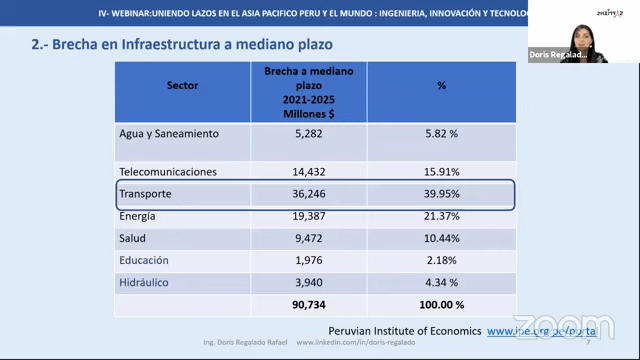 IV- WEBINAR:UNIENDO LAZOS EN EL ASIA PACIFICO PERU Y EL MUNDO : INGENIERIA, INNOVACIÓN Y TECNOLOG
Doris Regalad...
2.- Brecha en Infraestructura a mediano plazo
Sector Brecha a mediano plazo 2021-2025 Millones $ %
Agua y Saneamiento 5,282 5.82 %
Telecomunicaciones 14,432 15.91%
Transporte 36,246 39.95%
Energía 19,387 21.37%
Salud 9,472 10.44%
Educación 1,976 2.18%
Hidráulico 3,940 4.34 %
90,734 100.00 %
Peruvian Institute of Economics www.ipe.org.pe/portal
zoom
Ing. Doris Regalado Rafael www.linkedin.com/in/doris-regalado 7